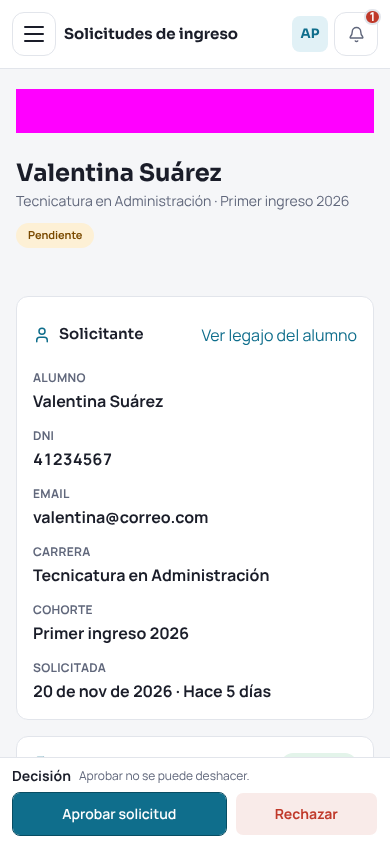 Solicitudes de ingreso
AP
1
Valentina Suárez
Tecnicatura en Administración · Primer ingreso 2026
Pendiente
Solicitante
Ver legajo del alumno
ALUMNO
Valentina Suárez
DNI
41234567
EMAIL
valentina@correo.com
CARRERA
Tecnicatura en Administración
COHORTE
Primer ingreso 2026
SOLICITADA
20 de nov de 2026 · Hace 5 días
Decisión Aprobar no se puede deshacer.
Aprobar solicitud
Rechazar